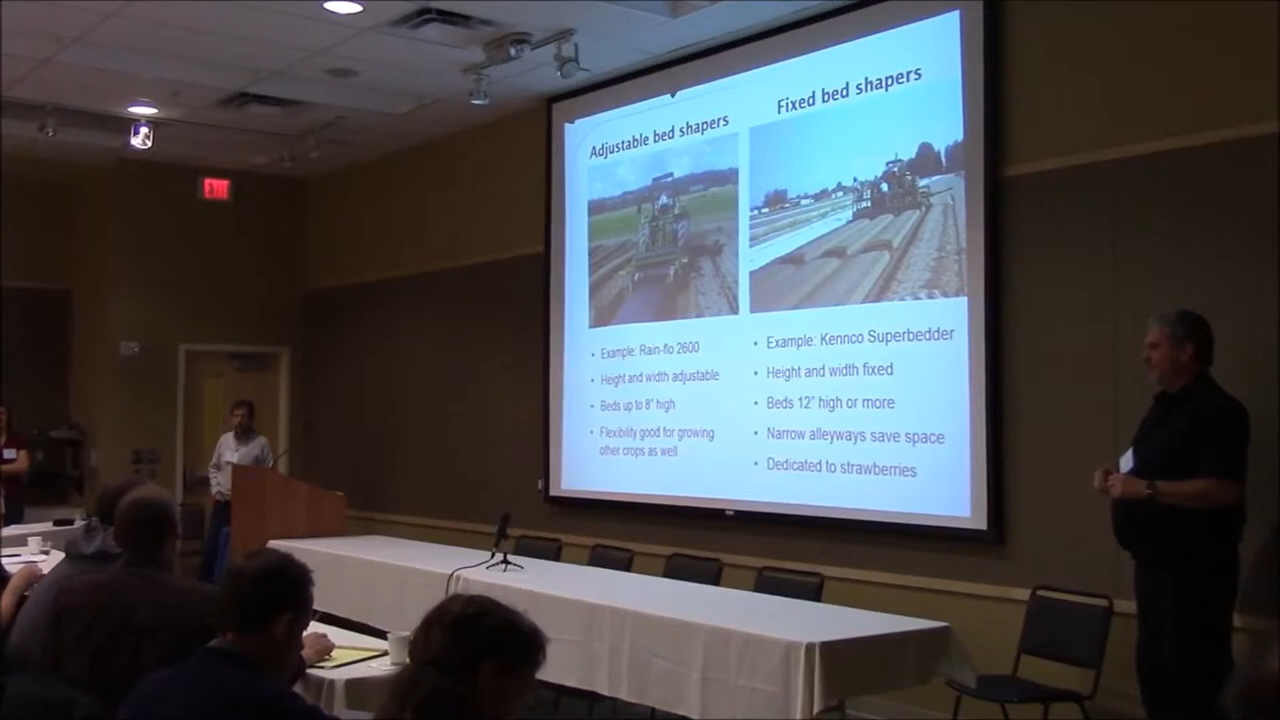 EXIT
Adjustable bed shapers
Fixed bed shapers
• Example: Rain-flo 2600
• Height and width adjustable
• Beds up to 8" high
• Flexibility good for growing
other crops as well
• Example: Kennco Superbedder
• Height and width fixed
• Beds 12" high or more
• Narrow alleyways save space
• Dedicated to strawberries